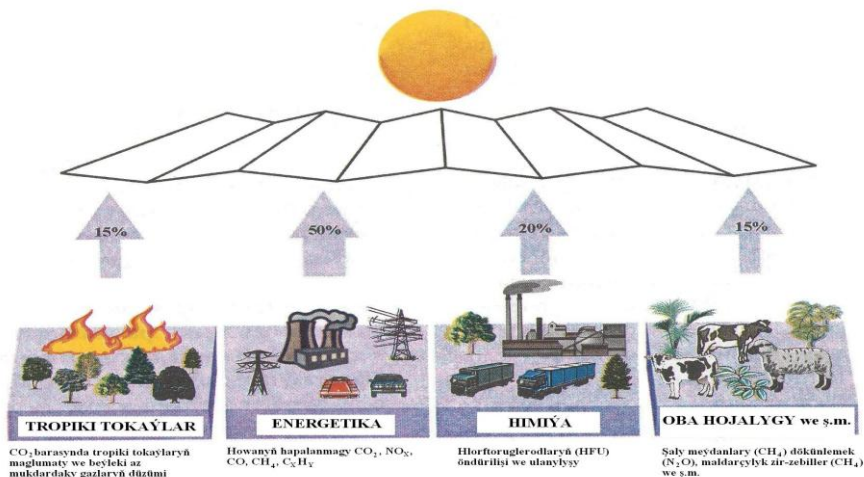 15%
50%
20%
15%
TROPIKI TOKAÝLAR
ENERGETIKA
HIMIÝA
OBA HOJALYGY we ş.m.
CO₂ barasynda tropiki tokaýlaryň
maglumaty we beýleki az
mukdardaky gazlaryň düzümi
Howanyň hapalanmagy CO₂, NOₓ,
CO, CH₄, CₓHᵧ
Hlorftoruglerodlaryň (HFU)
öndürilişi we ulanylyşy
Şaly meýdanlary (CH₄) dökünlemek
(N₂O), maldarçylyk zir-zebiller (CH₄)
we ş.m.